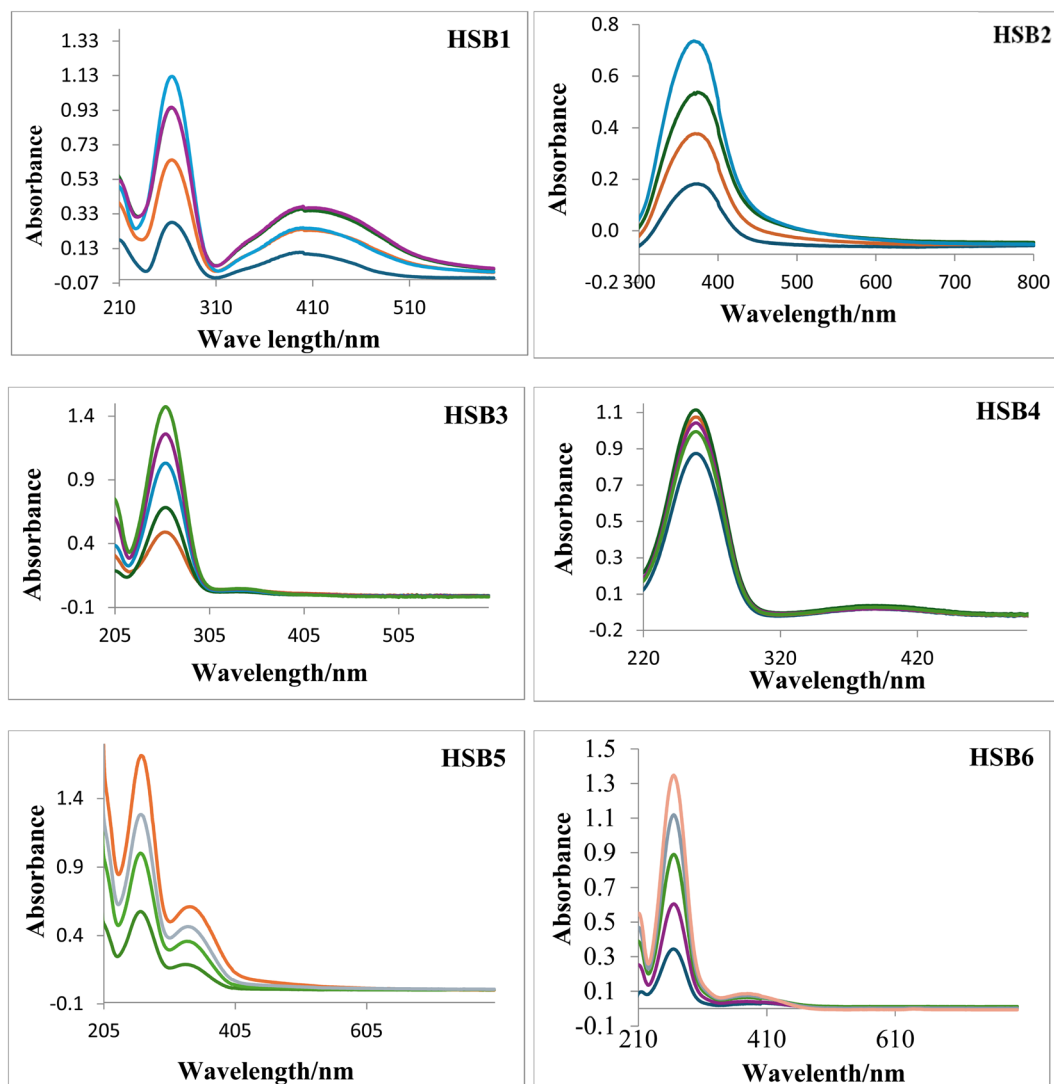 HSB1
Absorbance
1.33
1.13
0.93
0.73
0.53
0.33
0.13
-0.07
210 310 410 510
Wave length/nm
HSB2
Absorbance
0.8
0.6
0.4
0.2
0.0
-0.2
300 400 500 600 700 800
Wavelength/nm
HSB3
Absorbance
1.4
0.9
0.4
-0.1
205 305 405 505
Wavelength/nm
HSB4
Absorbance
1.1
0.9
0.7
0.5
0.3
0.1
-0.2
220 320 420
Wavelength/nm
HSB5
Absorbance
1.4
0.9
0.4
-0.1
205 405 605
Wavelength/nm
HSB6
Absorbance
1.5
1.3
1.1
0.9
0.7
0.5
0.3
0.1
-0.1
210 410 610
Wavelenth/nm